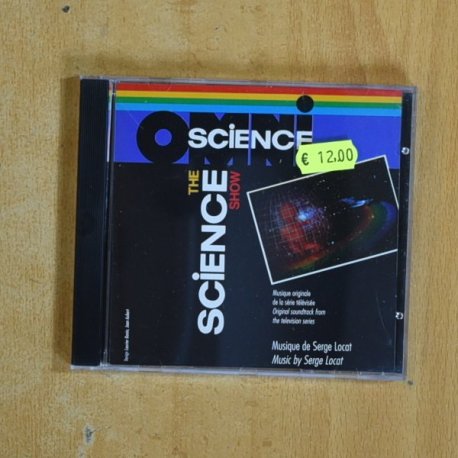 OMNi
SCiENCE
€ 12.00
THE
SCiENCE
SHOW
Musique originale
de la série télévisée
Original soundtrack from
the television series
Musique de Serge Locat
Music by Serge Locat